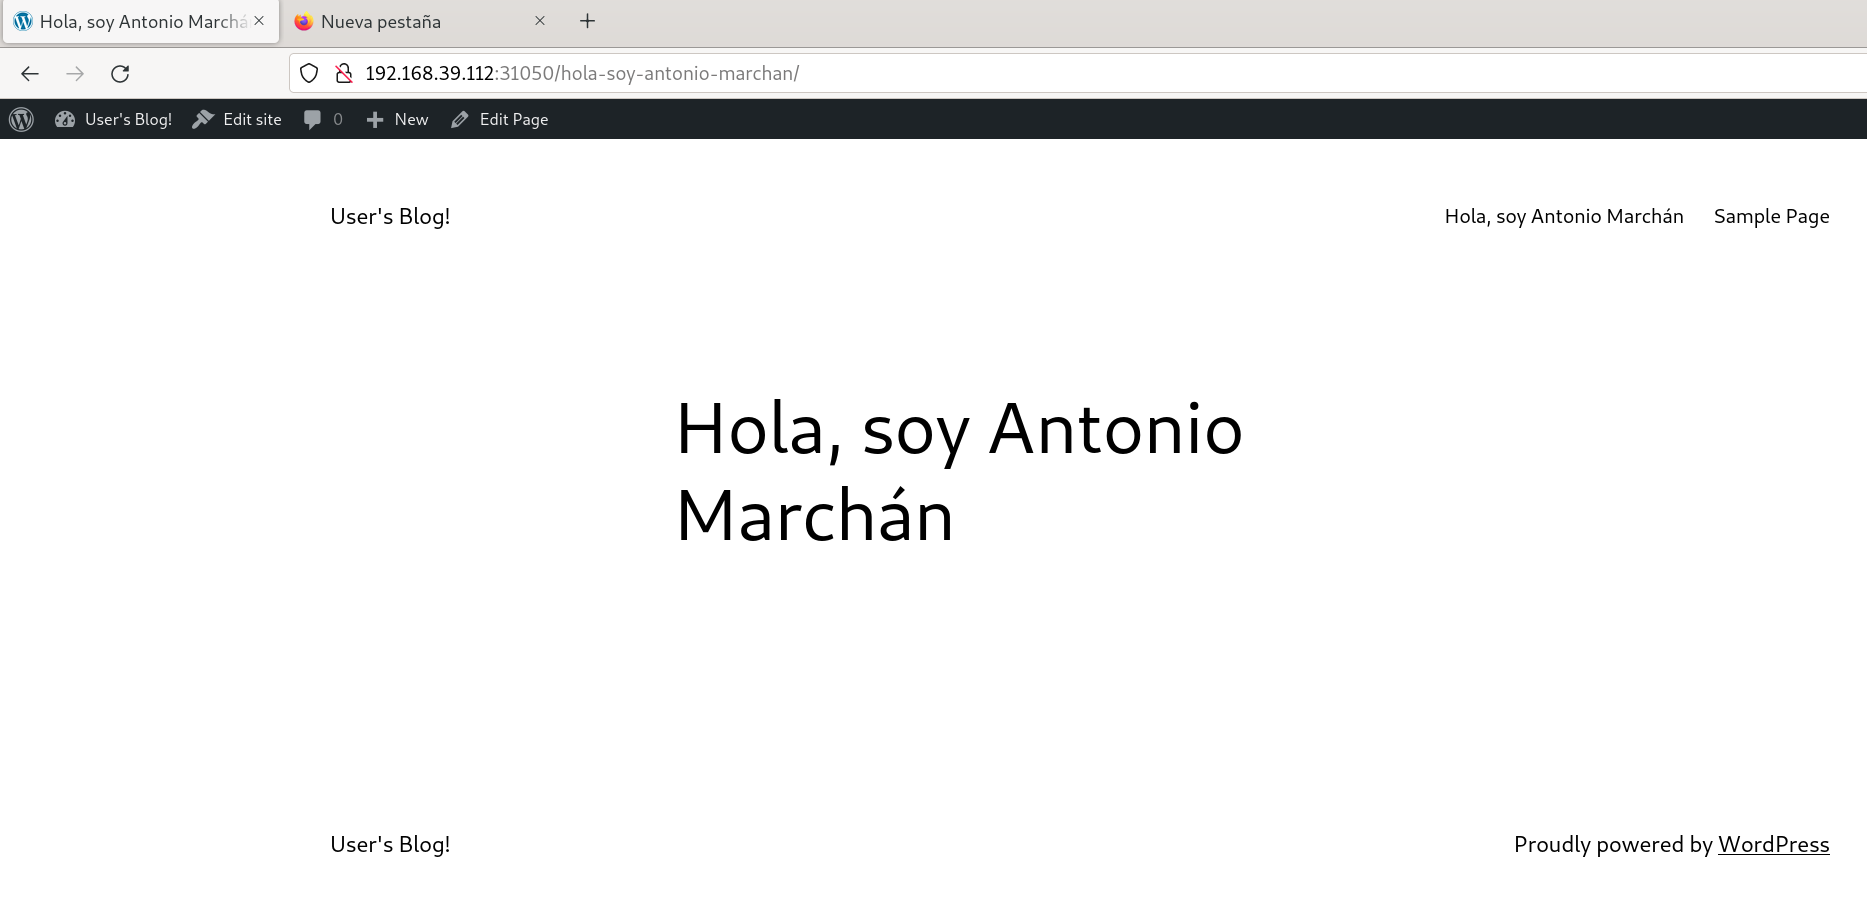 Hola, soy Antonio Marchá
Nueva pestaña
192.168.39.112:31050/hola-soy-antonio-marchan/
User's Blog! Edit site 0 New Edit Page
User's Blog! Hola, soy Antonio Marchán Sample Page
Hola, soy Antonio
Marchán
User's Blog! Proudly powered by WordPress